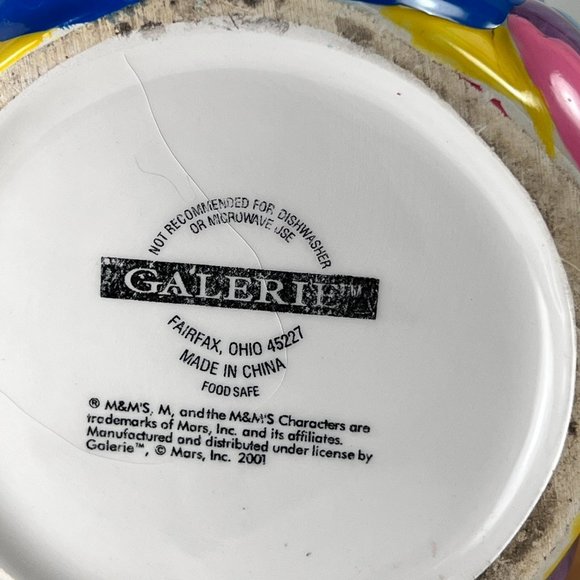 NOT RECOMMENDED FOR DISHWASHER
OR MICROWAVE USE
GALERIE™
FAIRFAX, OHIO 45227
MADE IN CHINA
FOOD SAFE
® M&M'S, M, and the M&M'S Characters are
trademarks of Mars, Inc. and its affiliates.
Manufactured and distributed under license by
Galerie™, © Mars, Inc. 2001